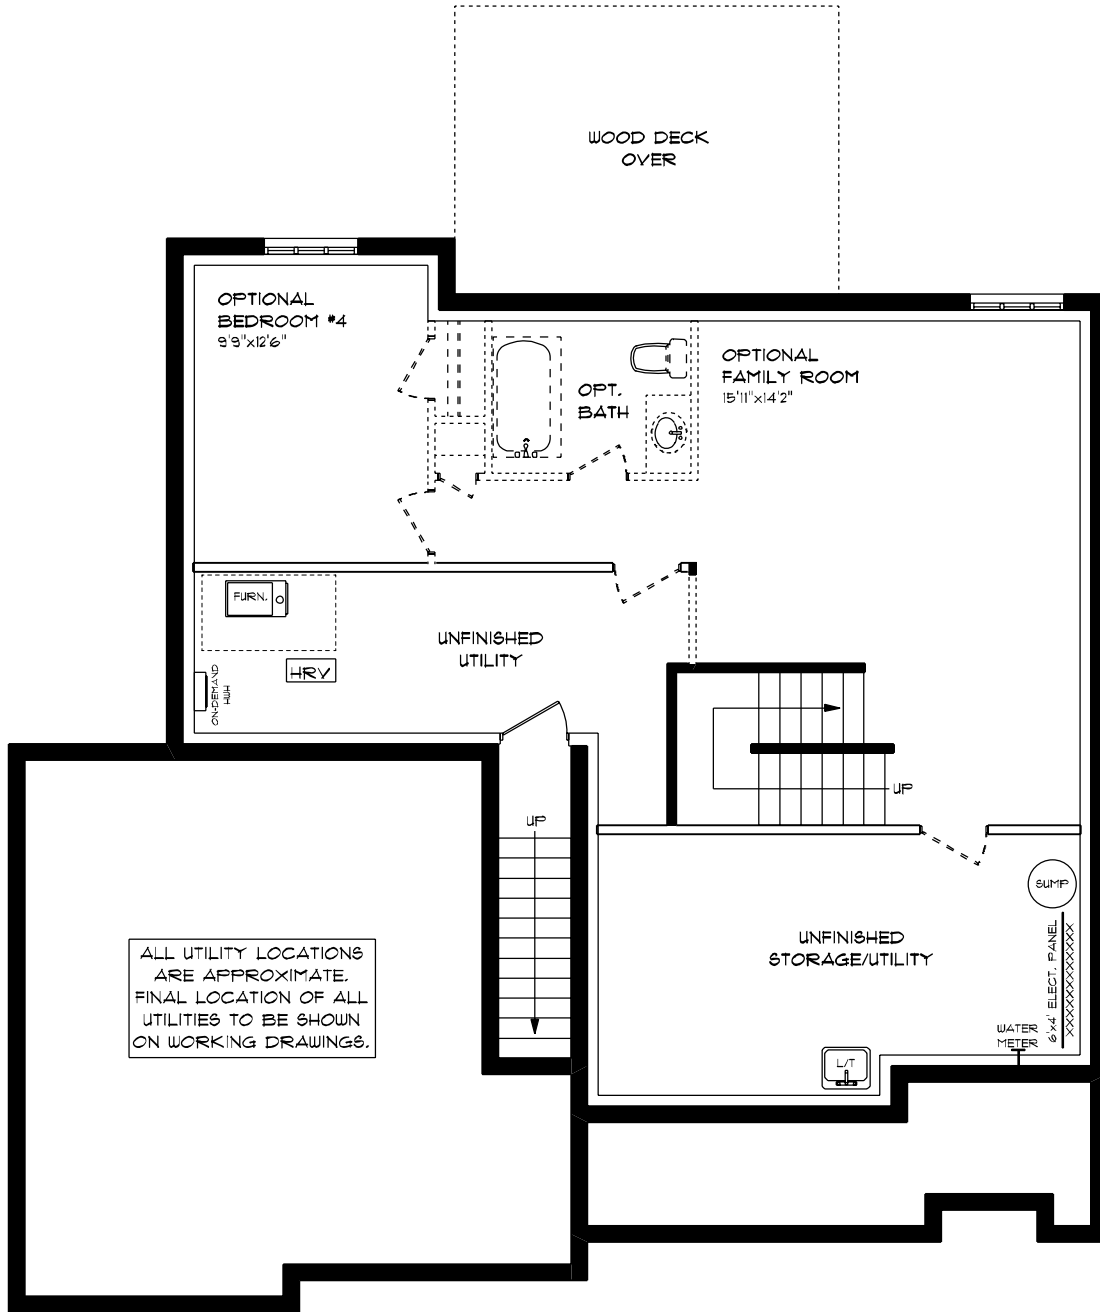 WOOD DECK
OVER
OPTIONAL
BEDROOM #4
9'9"x12'6"
OPT.
BATH
OPTIONAL
FAMILY ROOM
15'11"x14'2"
FURN.
HRV
ON-DEMAND
HWH
UNFINISHED
UTILITY
UP
UP
SUMP
UNFINISHED
STORAGE/UTILITY
6'x4' ELECT. PANEL
XXXXXXXXXXXXXX
WATER
METER
L/T
ALL UTILITY LOCATIONS
ARE APPROXIMATE.
FINAL LOCATION OF ALL
UTILITIES TO BE SHOWN
ON WORKING DRAWINGS.